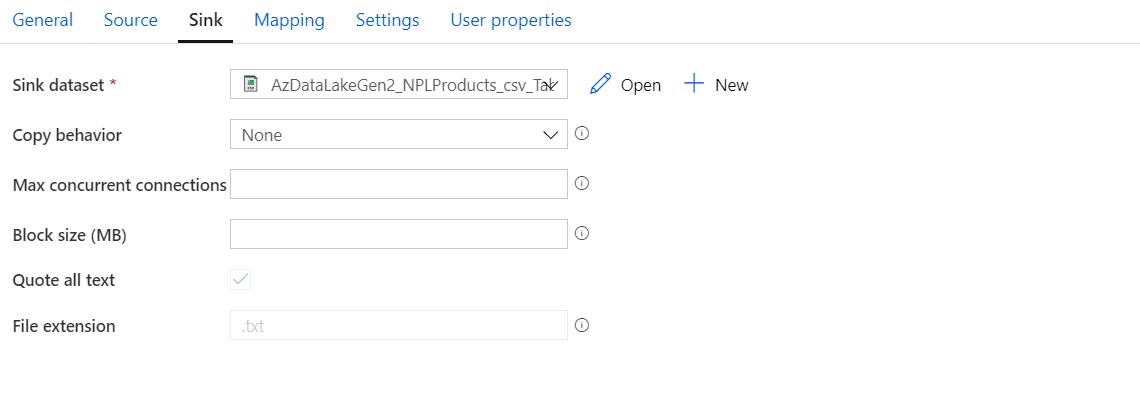 General Source Sink Mapping Settings User properties
Sink dataset * AzDataLakeGen2_NPLProducts_csv_Tal Open New
Copy behavior None
Max concurrent connections
Block size (MB)
Quote all text
File extension .txt